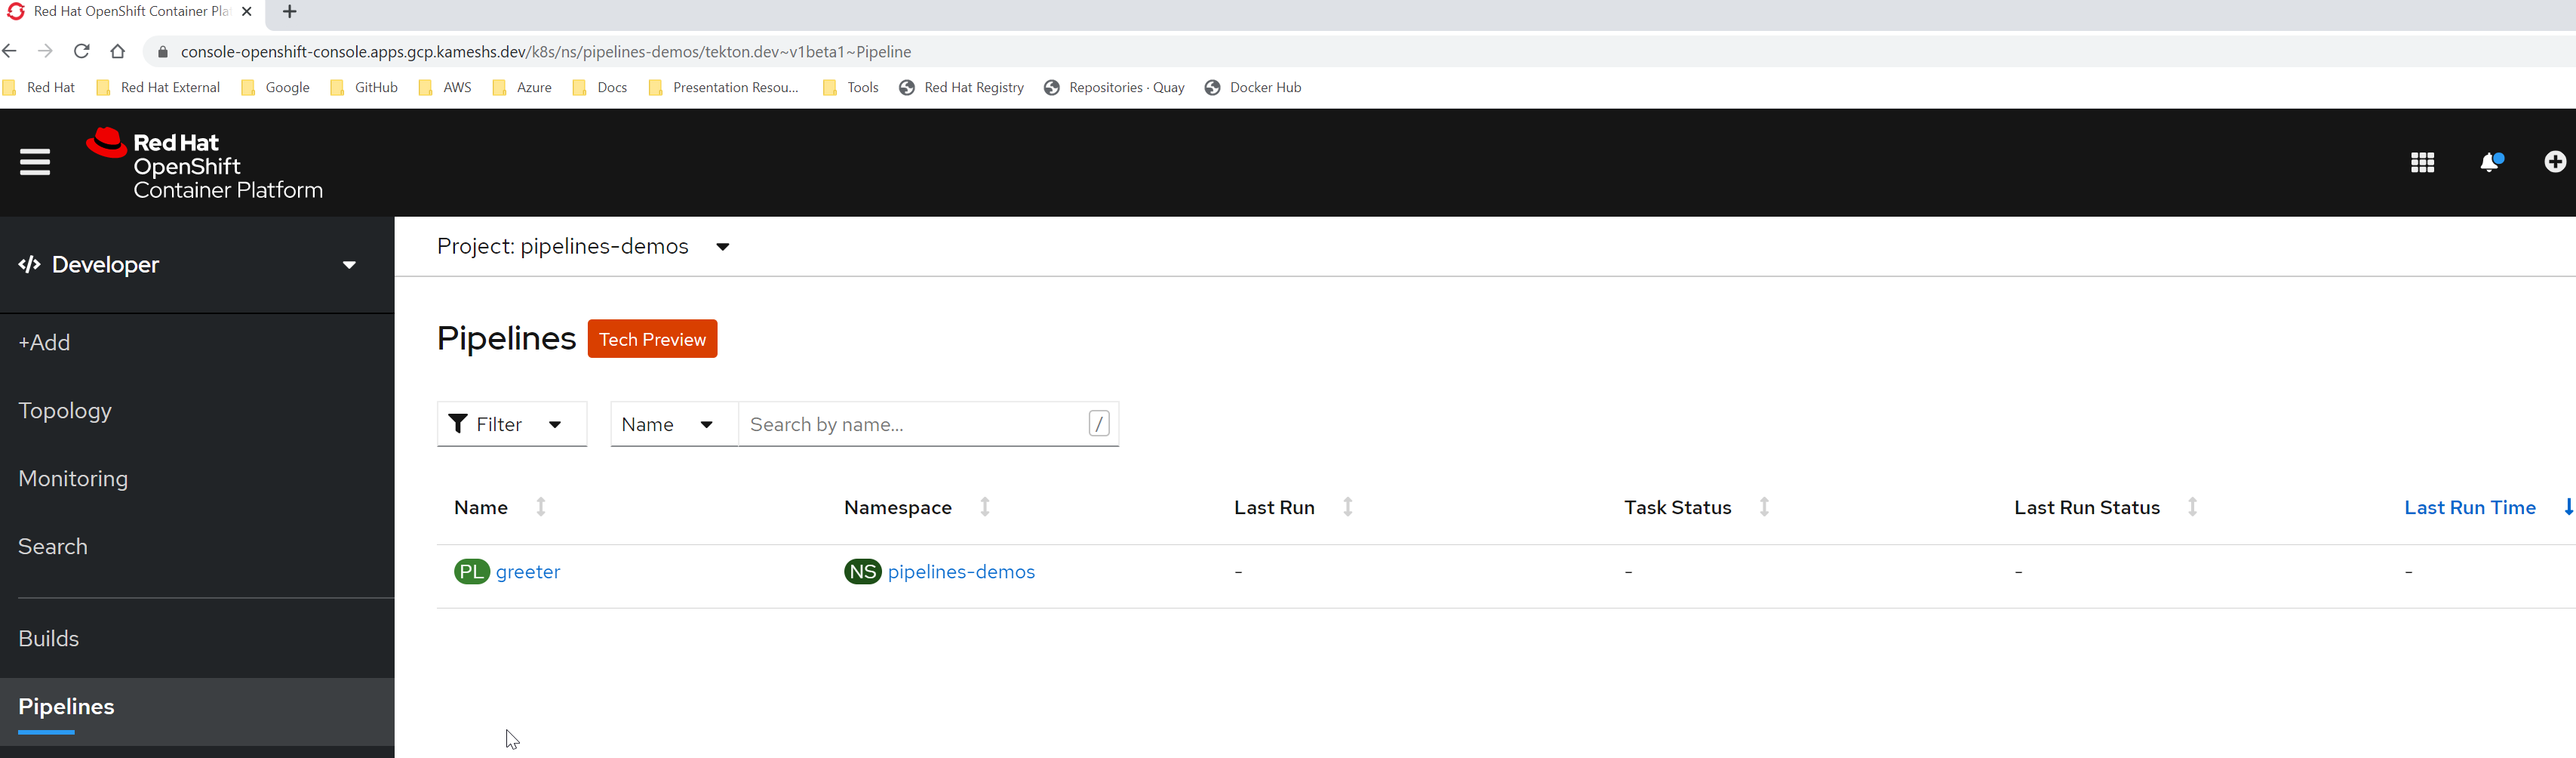 Red Hat OpenShift Container Pla
console-openshift-console.apps.gcp.kameshs.dev/k8s/ns/pipelines-demos/tekton.dev~v1beta1~Pipeline
Red Hat Red Hat External Google GitHub AWS Azure Docs Presentation Resou... Tools Red Hat Registry Repositories · Quay Docker Hub
Red Hat
OpenShift
Container Platform
Developer
+Add
Topology
Monitoring
Search
Builds
Pipelines
Project: pipelines-demos
Pipelines Tech Preview
Filter Name Search by name... /
Name Namespace Last Run Task Status Last Run Status Last Run Time
PL greeter NS pipelines-demos - - - -